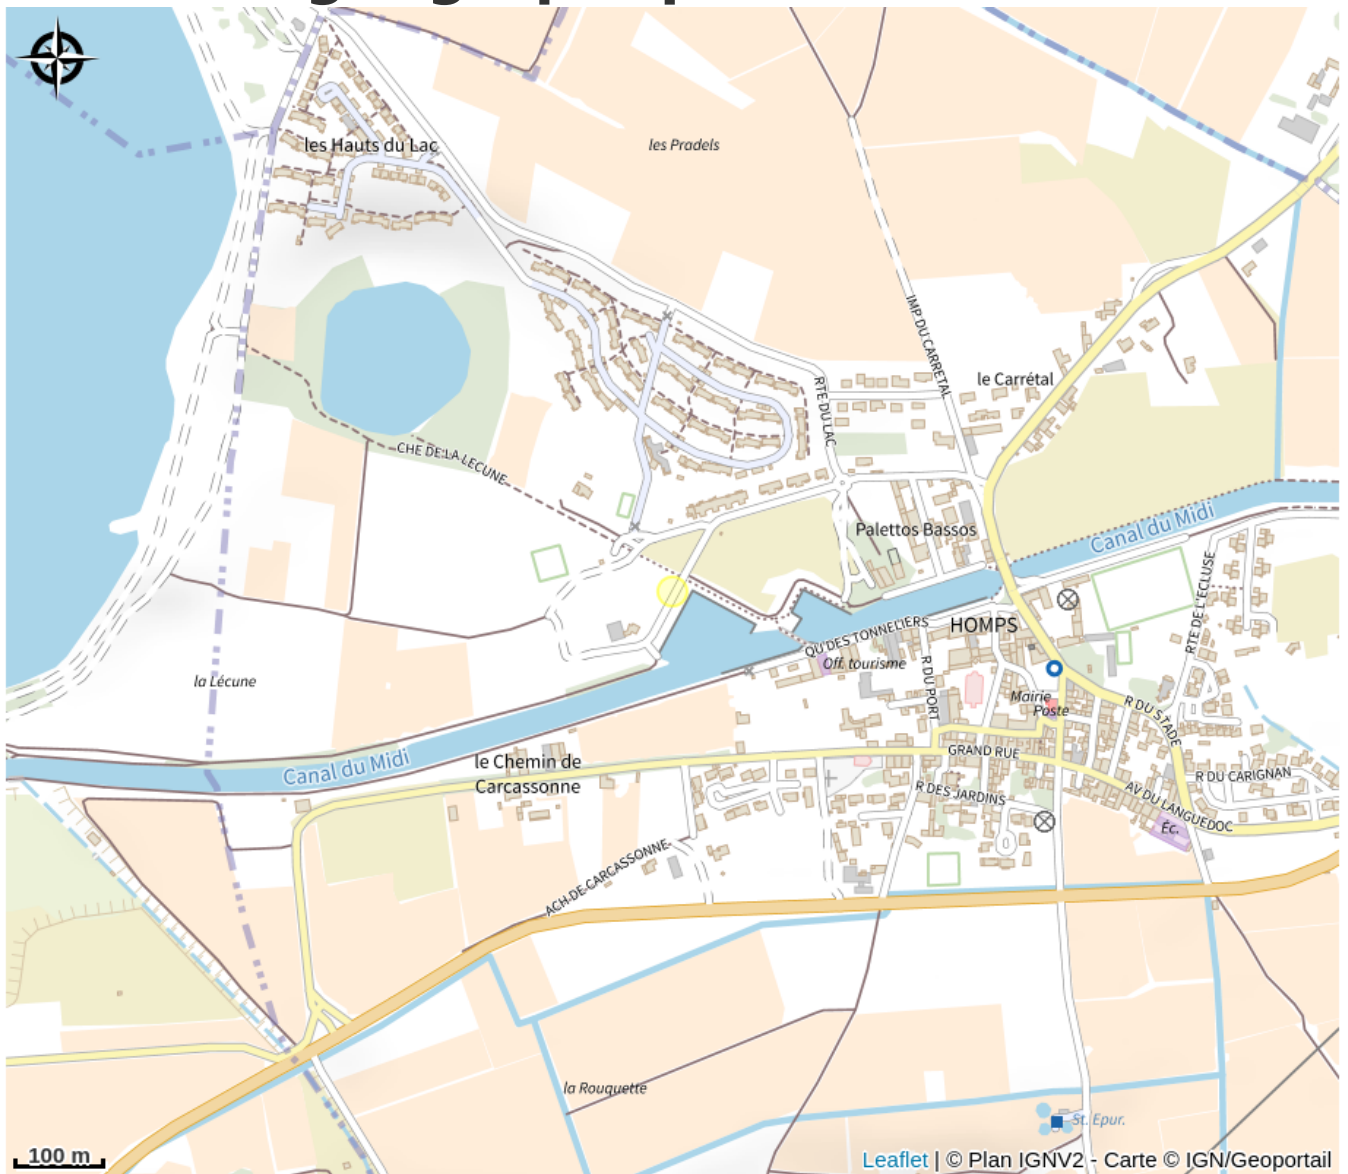 les Hauts du Lac
les Pradels
IMP DU CARRETAL
le Carrétal
RTE DU LAC
CHE DE LA LECUNE
Palettos Bassos
Canal du Midi
RTE DE L'ECLUSE
HOMPS
QU DES TONNELIERS
Off. tourisme
R DU PORT
la Lécune
Mairie
Poste
R DU STADE
GRAND RUE
Canal du Midi
le Chemin de
Carcassonne
R DU CARIGNAN
R DES JARDINS
AV DU LANGUEDOC
Éc.
ACH-DE-CARCASSONNE
la Rouquette
St. Epur.
100 m
Leaflet | © Plan IGNV2 - Carte © IGN/Geoportail